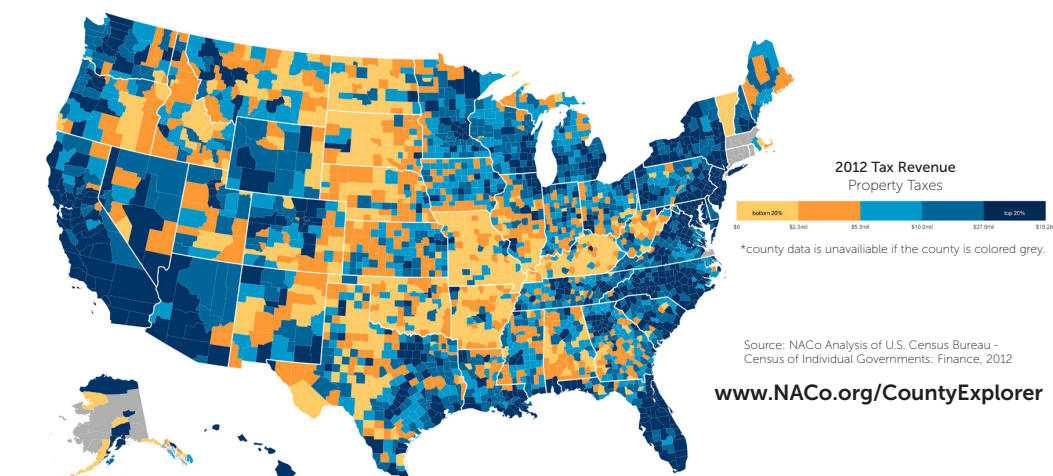 2012 Tax Revenue
Property Taxes
bottom 20% top 20%
$0 $2.3mil $5.3mil $10.0mil $27.0mil $15.2b
*county data is unavailiable if the county is colored grey.
Source: NACo Analysis of U.S. Census Bureau -
Census of Individual Governments: Finance, 2012
www.NACo.org/CountyExplorer